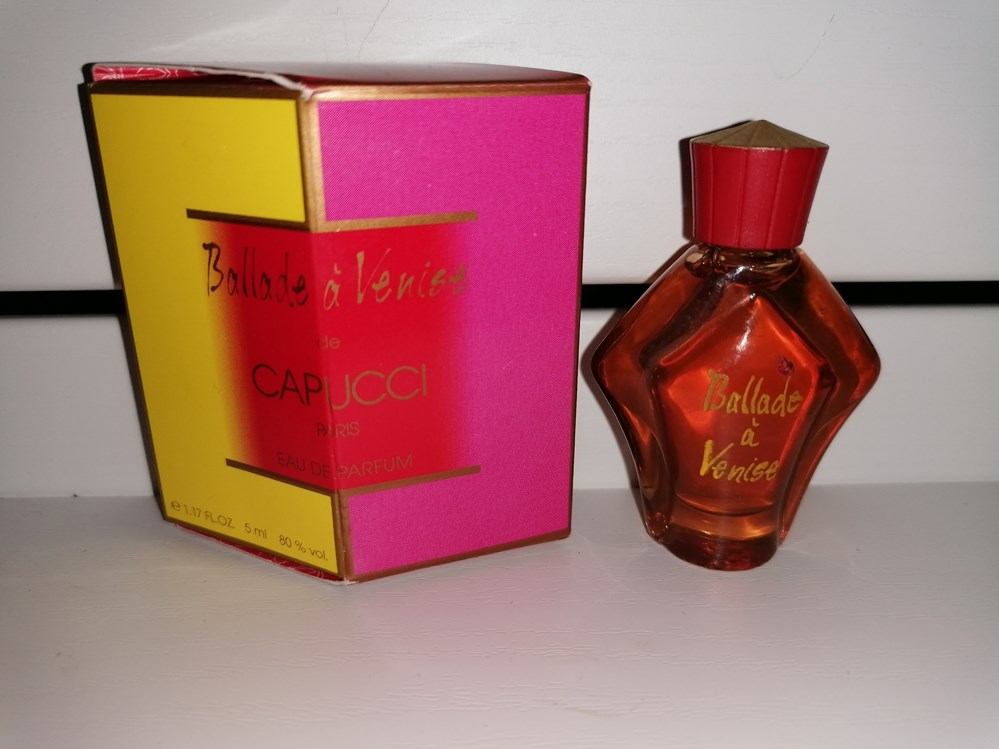 Ballade à Venise
de
CAPUCCI
PARIS
EAU DE PARFUM
e 1.17 FL.OZ. 5 ml 80 % vol.
Ballade
à
Venise